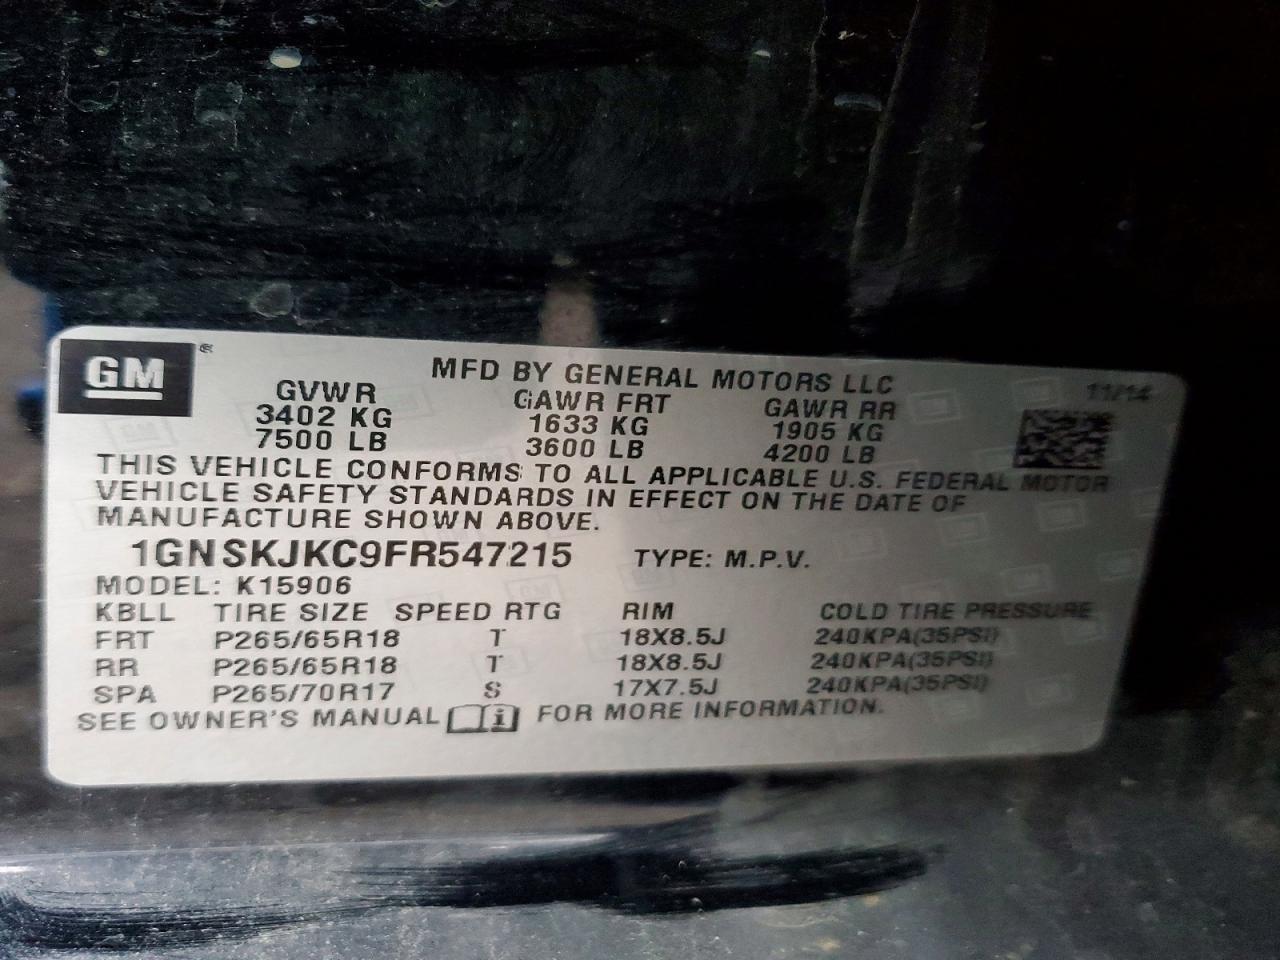 GM ®
MFD BY GENERAL MOTORS LLC 11/14
GVWR GAWR FRT GAWR RR
3402 KG 1633 KG 1905 KG
7500 LB 3600 LB 4200 LB
THIS VEHICLE CONFORMS TO ALL APPLICABLE U.S. FEDERAL MOTOR
VEHICLE SAFETY STANDARDS IN EFFECT ON THE DATE OF
MANUFACTURE SHOWN ABOVE.
1GNSKJKC9FR547215 TYPE: M.P.V.
MODEL: K15906
KBLL TIRE SIZE SPEED RTG RIM COLD TIRE PRESSURE
FRT P265/65R18 T 18X8.5J 240KPA(35PSI)
RR P265/65R18 T 18X8.5J 240KPA(35PSI)
SPA P265/70R17 S 17X7.5J 240KPA(35PSI)
SEE OWNER'S MANUAL i FOR MORE INFORMATION.